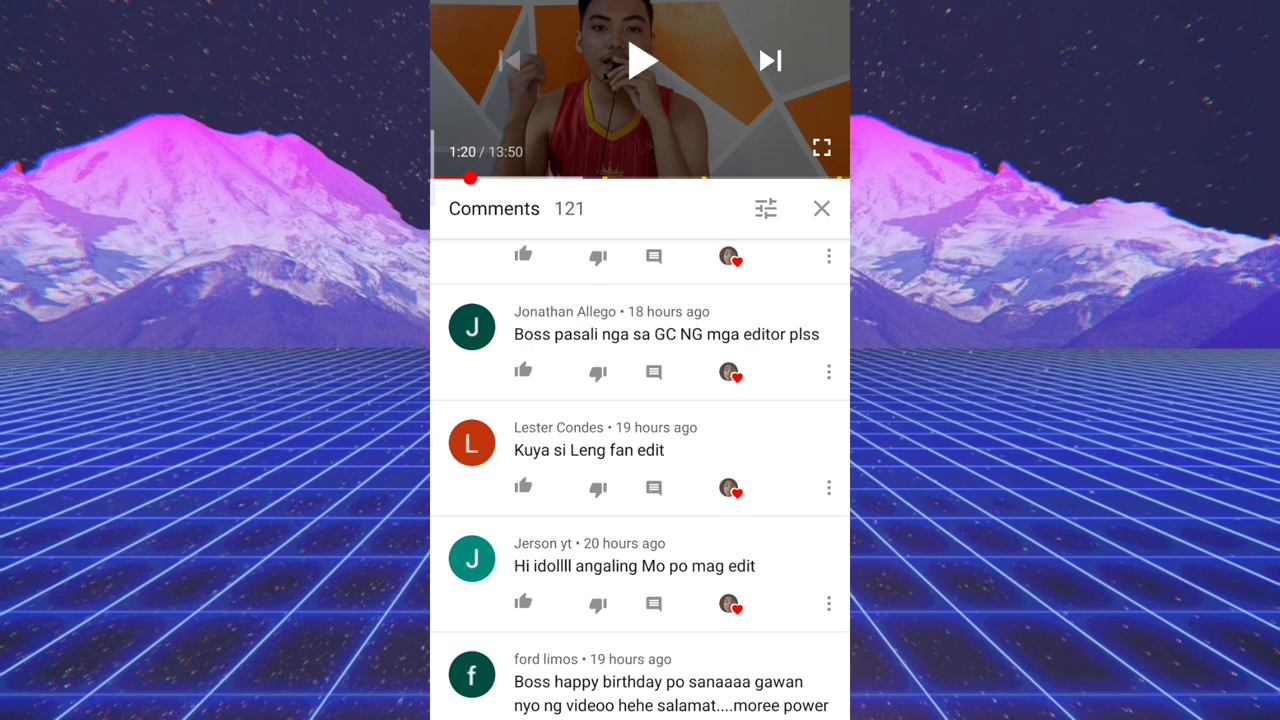 1:20 / 13:50
Comments 121
Jonathan Allego • 18 hours ago
Boss pasali nga sa GC NG mga editor plss
Lester Condes • 19 hours ago
Kuya si Leng fan edit
Jerson yt • 20 hours ago
Hi idollll angaling Mo po mag edit
ford limos • 19 hours ago
Boss happy birthday po sanaaaa gawan
nyo ng videoo hehe salamat....moree power
J
L
J
f